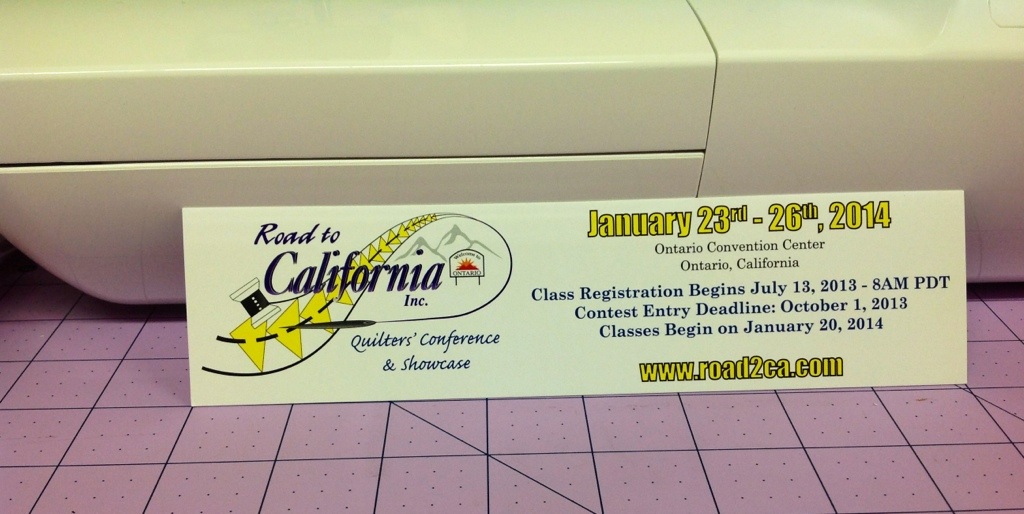 Road to
California
Inc.
Welcome to
ONTARIO
Quilters' Conference
& Showcase
January 23rd - 26th, 2014
Ontario Convention Center
Ontario, California
Class Registration Begins July 13, 2013 - 8AM PDT
Contest Entry Deadline: October 1, 2013
Classes Begin on January 20, 2014
www.road2ca.com